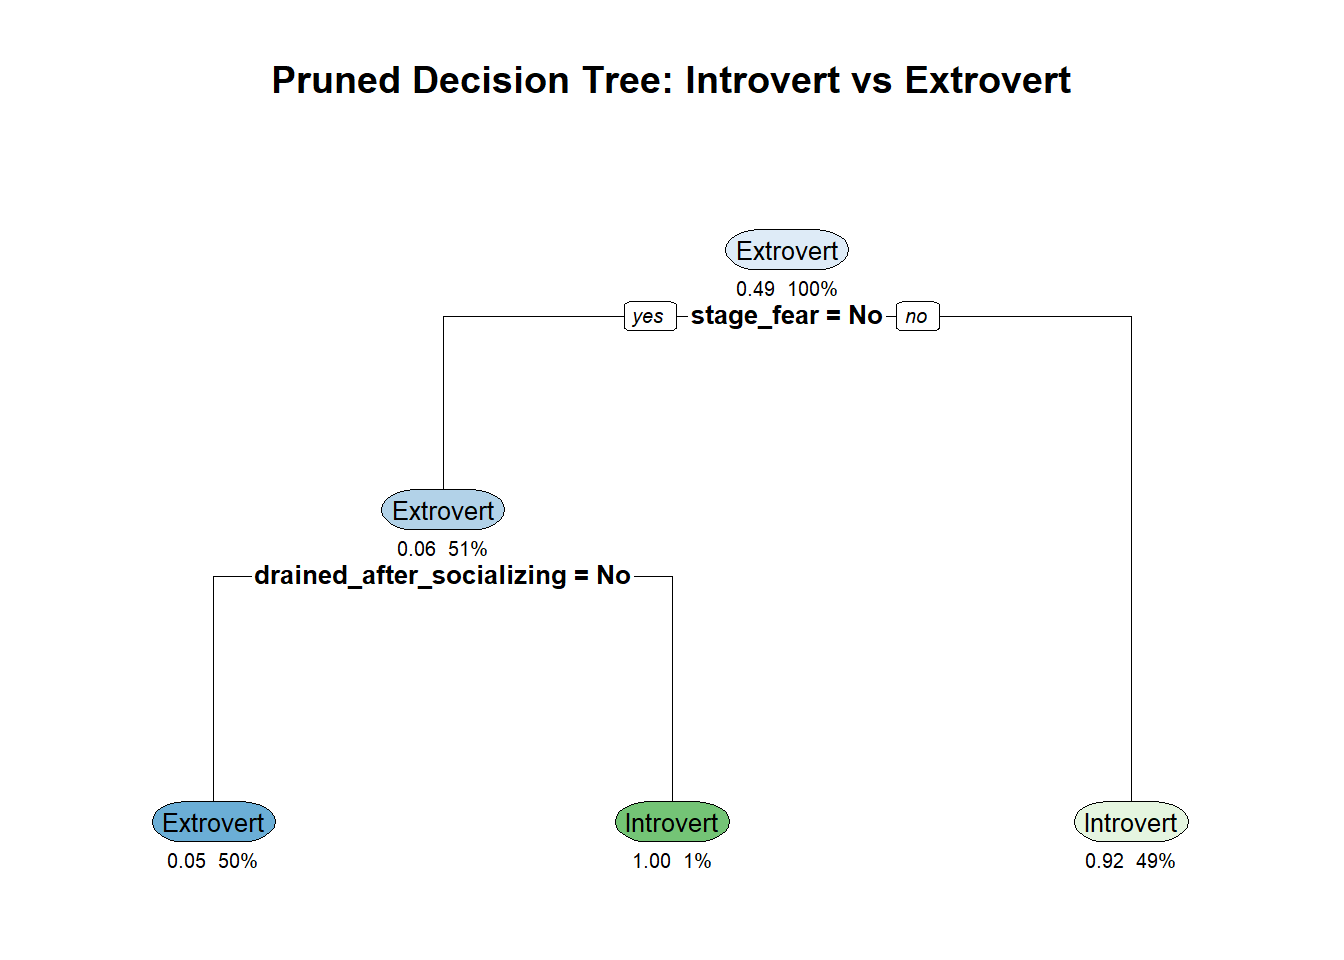 Pruned Decision Tree: Introvert vs Extrovert
Extrovert
0.49 100%
yes stage_fear = No no
Extrovert
0.06 51%
drained_after_socializing = No
Extrovert
0.05 50%
Introvert
1.00 1%
Introvert
0.92 49%